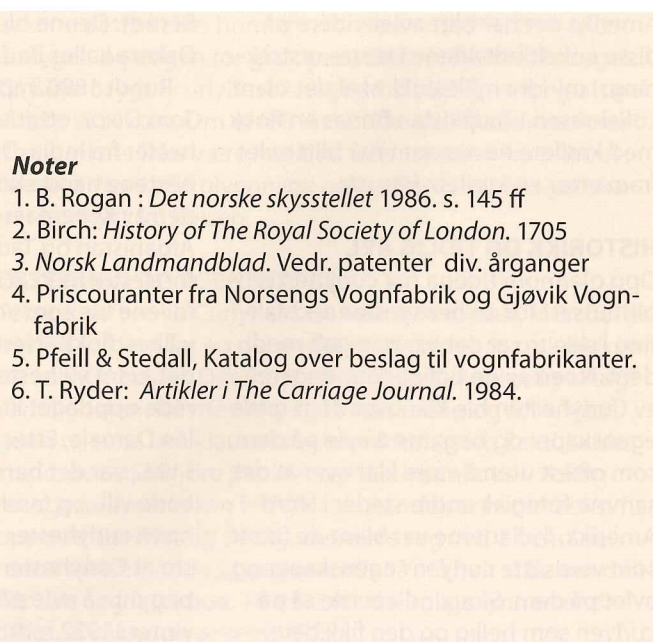 Noter
1. B. Rogan : Det norske skysstellet 1986. s. 145 ff
2. Birch: History of The Royal Society of London. 1705
3. Norsk Landmandblad. Vedr. patenter  div. årganger
4. Priscouranter fra Norsengs Vognfabrik og Gjøvik Vogn-
fabrik
5. Pfeill & Stedall, Katalog over beslag til vognfabrikanter.
6. T. Ryder:  Artikler i The Carriage Journal. 1984.